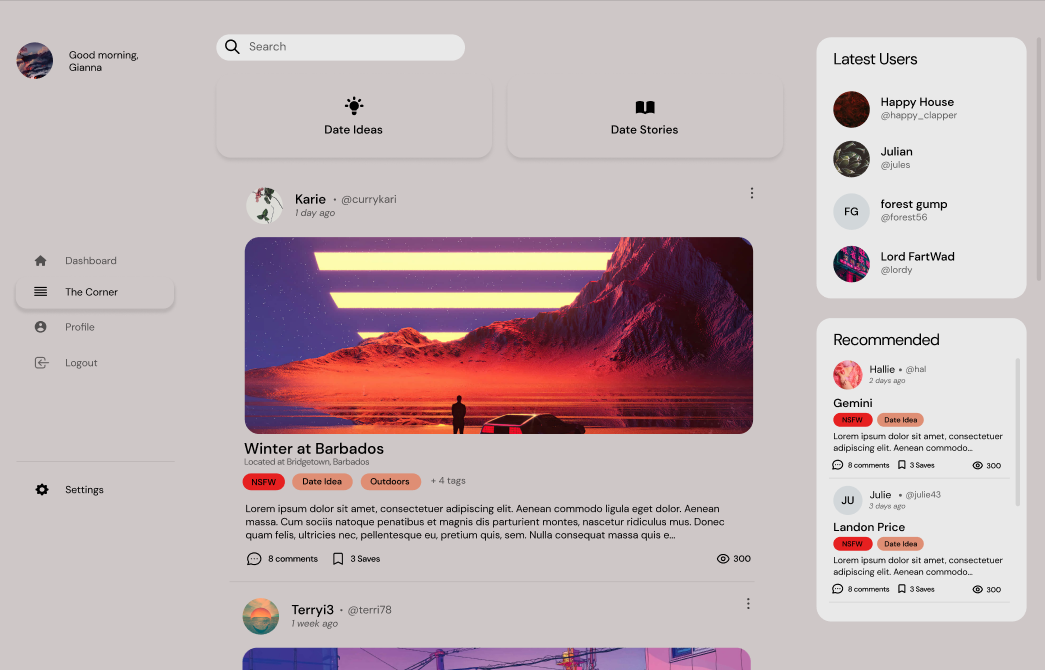 Good morning,
Gianna
Dashboard
The Corner
Profile
Logout
Settings
Search
Date Ideas
Date Stories
Karie • @currykari
1 day ago
Winter at Barbados
Located at Bridgetown, Barbados
NSFW Date Idea Outdoors + 4 tags
Lorem ipsum dolor sit amet, consectetuer adipiscing elit. Aenean commodo ligula eget dolor. Aenean
massa. Cum sociis natoque penatibus et magnis dis parturient montes, nascetur ridiculus mus. Donec
quam felis, ultricies nec, pellentesque eu, pretium quis, sem. Nulla consequat massa quis e...
8 comments 3 Saves 300
Terryi3 • @terri78
1 week ago
Latest Users
Happy House
@happy_clapper
Julian
@jules
FG
forest gump
@forest56
Lord FartWad
@lordy
Recommended
Hallie • @hal
2 days ago
Gemini
NSFW Date Idea
Lorem ipsum dolor sit amet, consectetuer
adipiscing elit. Aenean commodo...
8 comments 3 Saves 300
JU
Julie • @julie43
3 days ago
Landon Price
NSFW Date Idea
Lorem ipsum dolor sit amet, consectetuer
adipiscing elit. Aenean commodo...
8 comments 3 Saves 300